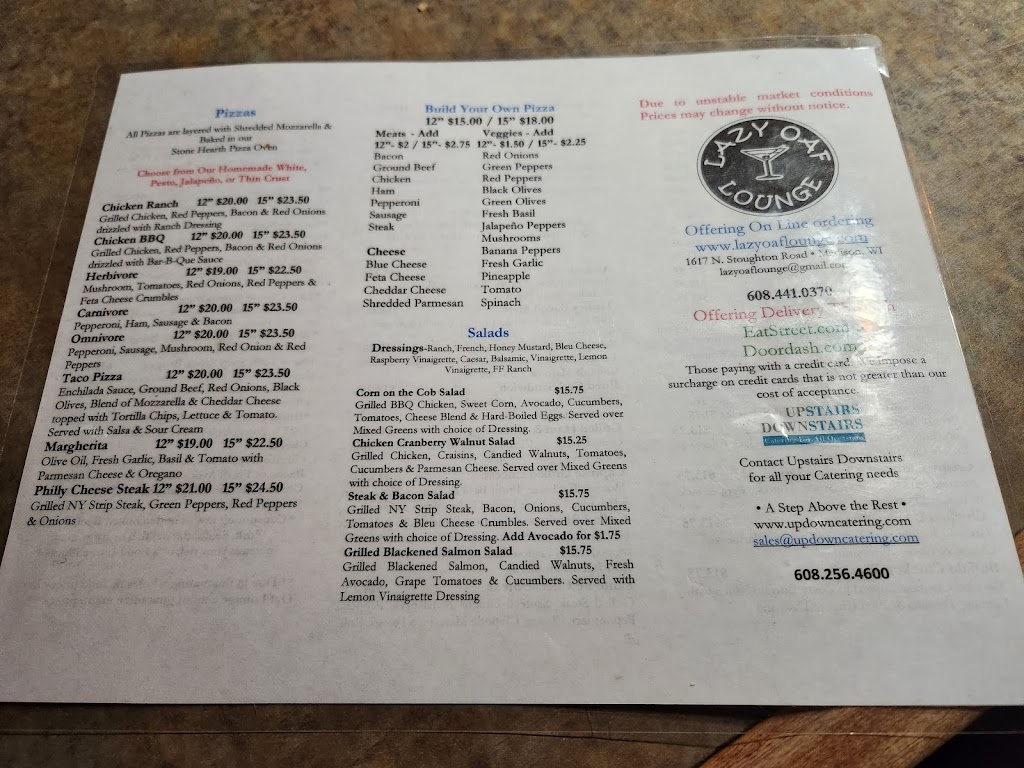 Pizzas
All Pizzas are layered with Shredded Mozzarella &
Baked in our
Stone Hearth Pizza Oven
Choose from Our Homemade White,
Pesto, Jalapeño, or Thin Crust
Chicken Ranch 12” $20.00 15” $23.50
Grilled Chicken, Red Peppers, Bacon & Red Onions
drizzled with Ranch Dressing
Chicken BBQ 12” $20.00 15” $23.50
Grilled Chicken, Red Peppers, Bacon & Red Onions
drizzled with Bar-B-Que Sauce
Herbivore 12” $19.00 15” $22.50
Mushroom, Tomatoes, Red Onions, Red Peppers &
Feta Cheese Crumbles
Carnivore 12” $20.00 15” $23.50
Pepperoni, Ham, Sausage & Bacon
Omnivore 12” $20.00 15” $23.50
Pepperoni, Sausage, Mushroom, Red Onion & Red
Peppers
Taco Pizza 12” $20.00 15” $23.50
Enchilada Sauce, Ground Beef, Red Onions, Black
Olives, Blend of Mozzarella & Cheddar Cheese
topped with Tortilla Chips, Lettuce & Tomato.
Served with Salsa & Sour Cream
Margherita 12” $19.00 15” $22.50
Olive Oil, Fresh Garlic, Basil & Tomato with
Parmesan Cheese & Oregano
Philly Cheese Steak 12” $21.00 15” $24.50
Grilled NY Strip Steak, Green Peppers, Red Peppers
& Onions
Build Your Own Pizza
12” $15.00 / 15” $18.00
Meats - Add
12”- $2 / 15”- $2.75
Bacon
Ground Beef
Chicken
Ham
Pepperoni
Sausage
Steak
Cheese
Blue Cheese
Feta Cheese
Cheddar Cheese
Shredded Parmesan
Veggies - Add
12”- $1.50 / 15”- $2.25
Red Onions
Green Peppers
Red Peppers
Black Olives
Green Olives
Fresh Basil
Jalapeño Peppers
Mushrooms
Banana Peppers
Fresh Garlic
Pineapple
Tomato
Spinach
Salads
Dressings-Ranch, French, Honey Mustard, Bleu Cheese,
Raspberry Vinaigrette, Caesar, Balsamic, Vinaigrette, Lemon
Vinaigrette, FF Ranch
Corn on the Cob Salad $15.75
Grilled BBQ Chicken, Sweet Corn, Avocado, Cucumbers,
Tomatoes, Cheese Blend & Hard-Boiled Eggs. Served over
Mixed Greens with choice of Dressing.
Chicken Cranberry Walnut Salad $15.25
Grilled Chicken, Craisins, Candied Walnuts, Tomatoes,
Cucumbers & Parmesan Cheese. Served over Mixed Greens
with choice of Dressing.
Steak & Bacon Salad $15.75
Grilled NY Strip Steak, Bacon, Onions, Cucumbers,
Tomatoes & Bleu Cheese Crumbles. Served over Mixed
Greens with choice of Dressing. Add Avocado for $1.75
Grilled Blackened Salmon Salad $15.75
Grilled Blackened Salmon, Candied Walnuts, Fresh
Avocado, Grape Tomatoes & Cucumbers. Served with
Lemon Vinaigrette Dressing
Due to unstable market conditions
Prices may change without notice.
LAZY OAF
LOUNGE
Offering On Line ordering
www.lazyoaflounge.com
1617 N. Stoughton Road • Madison, WI
lazyoaflounge@gmail.com
608.441.0370
Offering Delivery
EatStreet.com
Doordash.com
Those paying with a credit card. We impose a
surcharge on credit cards that is not greater than our
cost of acceptance.
UPSTAIRS
DOWNSTAIRS
Catering For All Occasions
Contact Upstairs Downstairs
for all your Catering needs
• A Step Above the Rest •
www.updowncatering.com
sales@updowncatering.com
608.256.4600